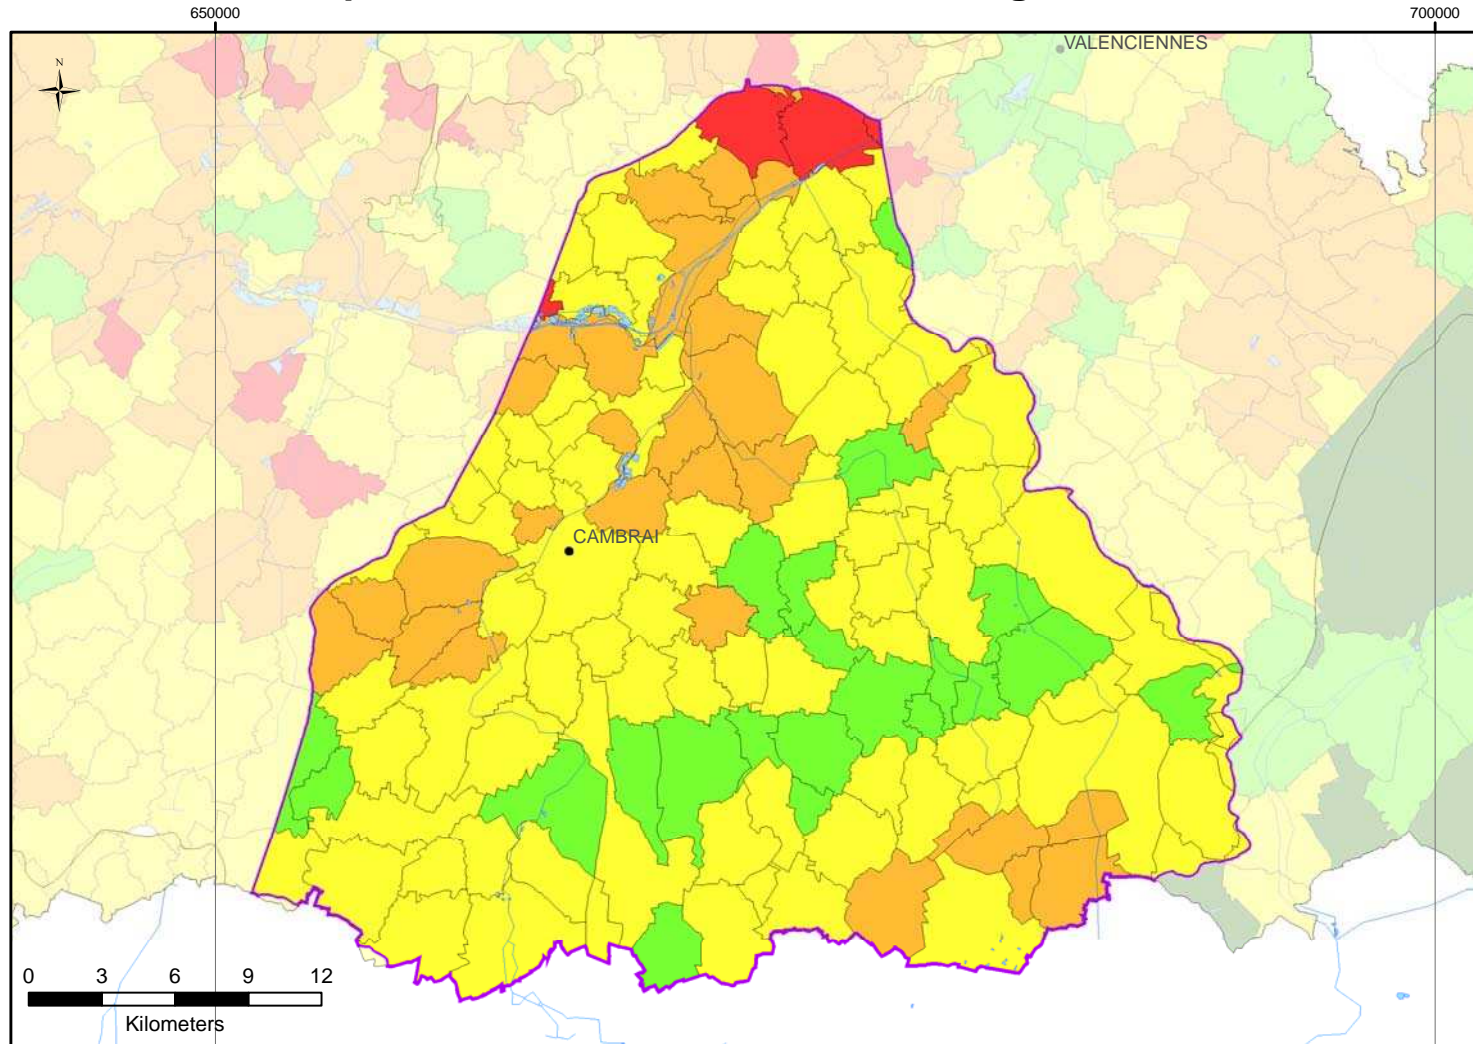 650000 700000
VALENCIENNES
N
CAMBRAI
0 3 6 9 12
Kilometers